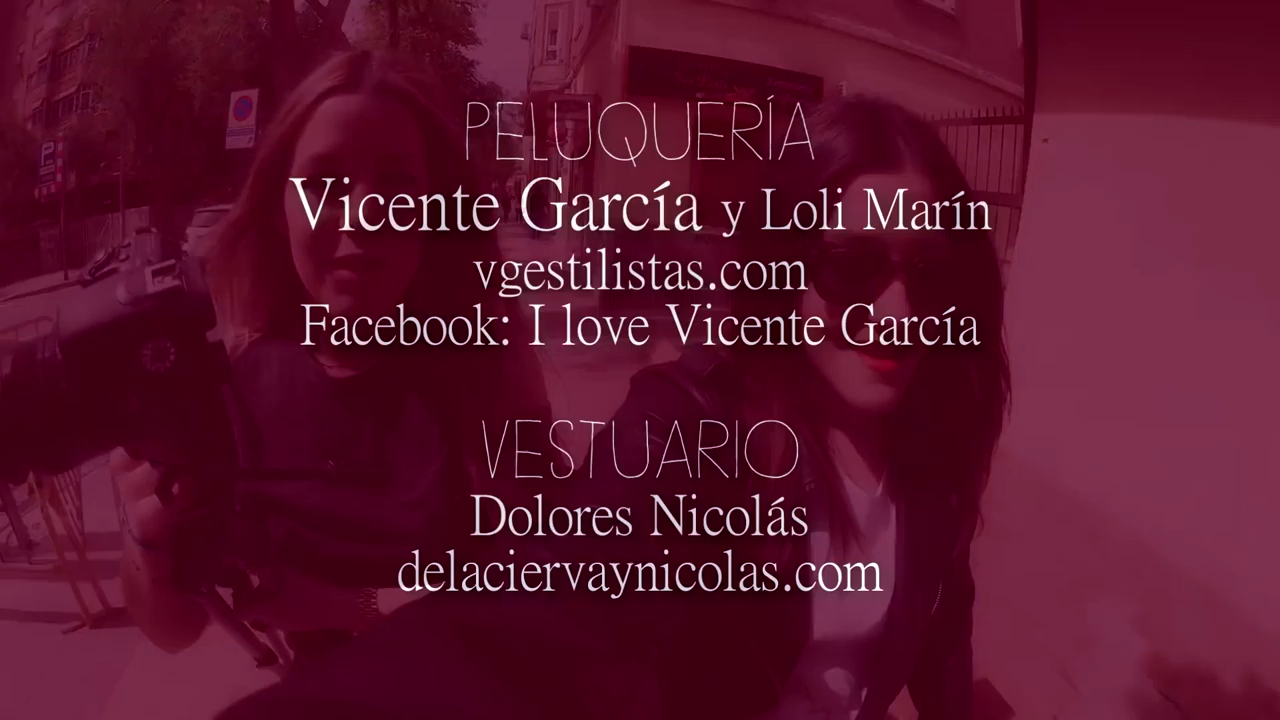 PELUQUERÍA
Vicente García y Loli Marín
vgestilistas.com
Facebook: I love Vicente García
VESTUARIO
Dolores Nicolás
delaciervaynicolas.com